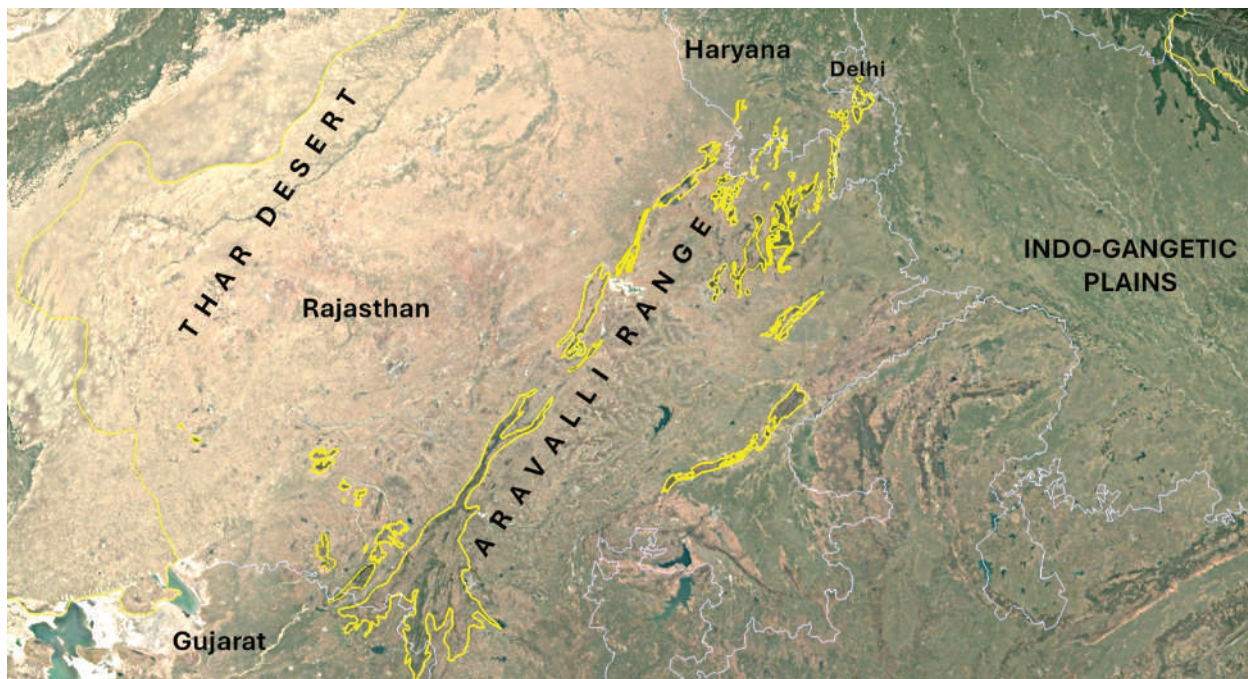 Haryana
Delhi
THAR DESERT
INDO-GANGETIC
PLAINS
Rajasthan
ARAVALLI RANGE
Gujarat